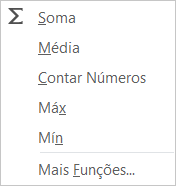 Σ Soma
Média
Contar Números
Máx
Mín
Mais Funções...